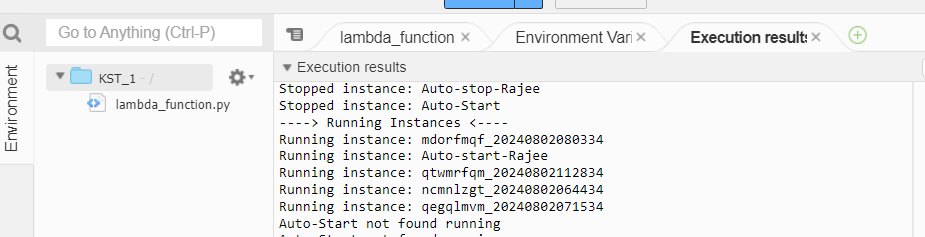 Go to Anything (Ctrl-P)
lambda_function
Environment Vari
Execution results
Environment
KST_1 - /
lambda_function.py
Execution results
Stopped instance: Auto-stop-Rajee
Stopped instance: Auto-Start
----> Running Instances <----
Running instance: mdorfmqf_20240802080334
Running instance: Auto-start-Rajee
Running instance: qtwmrfqm_20240802112834
Running instance: ncmnlzgt_20240802064434
Running instance: qegqlmvm_20240802071534
Auto-Start not found running